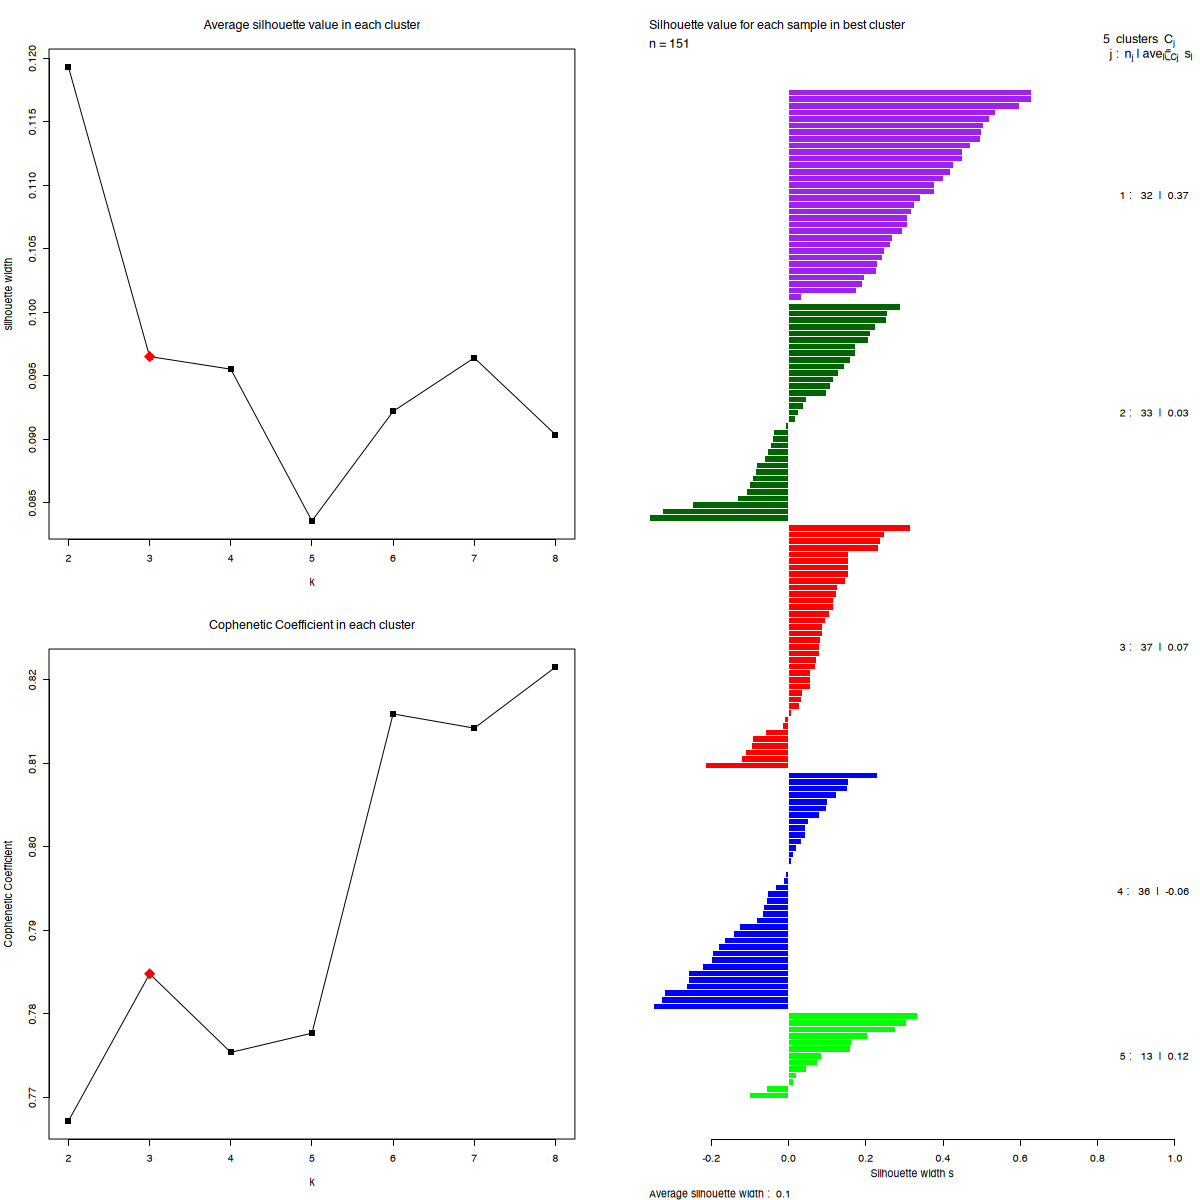 Average silhouette value in each cluster
0.120
0.115
0.110
0.105
0.100
0.095
0.090
0.085
silhouette width
2 3 4 5 6 7 8
k
Cophenetic Coefficient in each cluster
0.82
0.81
0.80
0.79
0.78
0.77
Cophenetic Coefficient
2 3 4 5 6 7 8
k
Silhouette value for each sample in best cluster
n = 151
5 clusters Cj
j : nj | avei∈Cj si
1 : 32 | 0.37
2 : 33 | 0.03
3 : 37 | 0.07
4 : 36 | -0.06
5 : 13 | 0.12
-0.2 0.0 0.2 0.4 0.6 0.8 1.0
Silhouette width s
Average silhouette width : 0.1